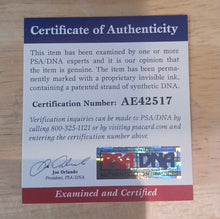 Certificate of Authenticity
This item has been examined by one or more
PSA/DNA experts and it is our opinion that
the item is genuine. The item has been perma-
nently marked with a proprietary invisible ink,
containing a patented strand of synthetic DNA.
Certification Number: AE42517
Verification inquiries can be made to PSA/DNA by
calling 800-325-1121 or by visiting psacard.com and
entering the above certification number.
Joe Orlando
President, PSA/DNA
PSA DNA
Examined and Certified